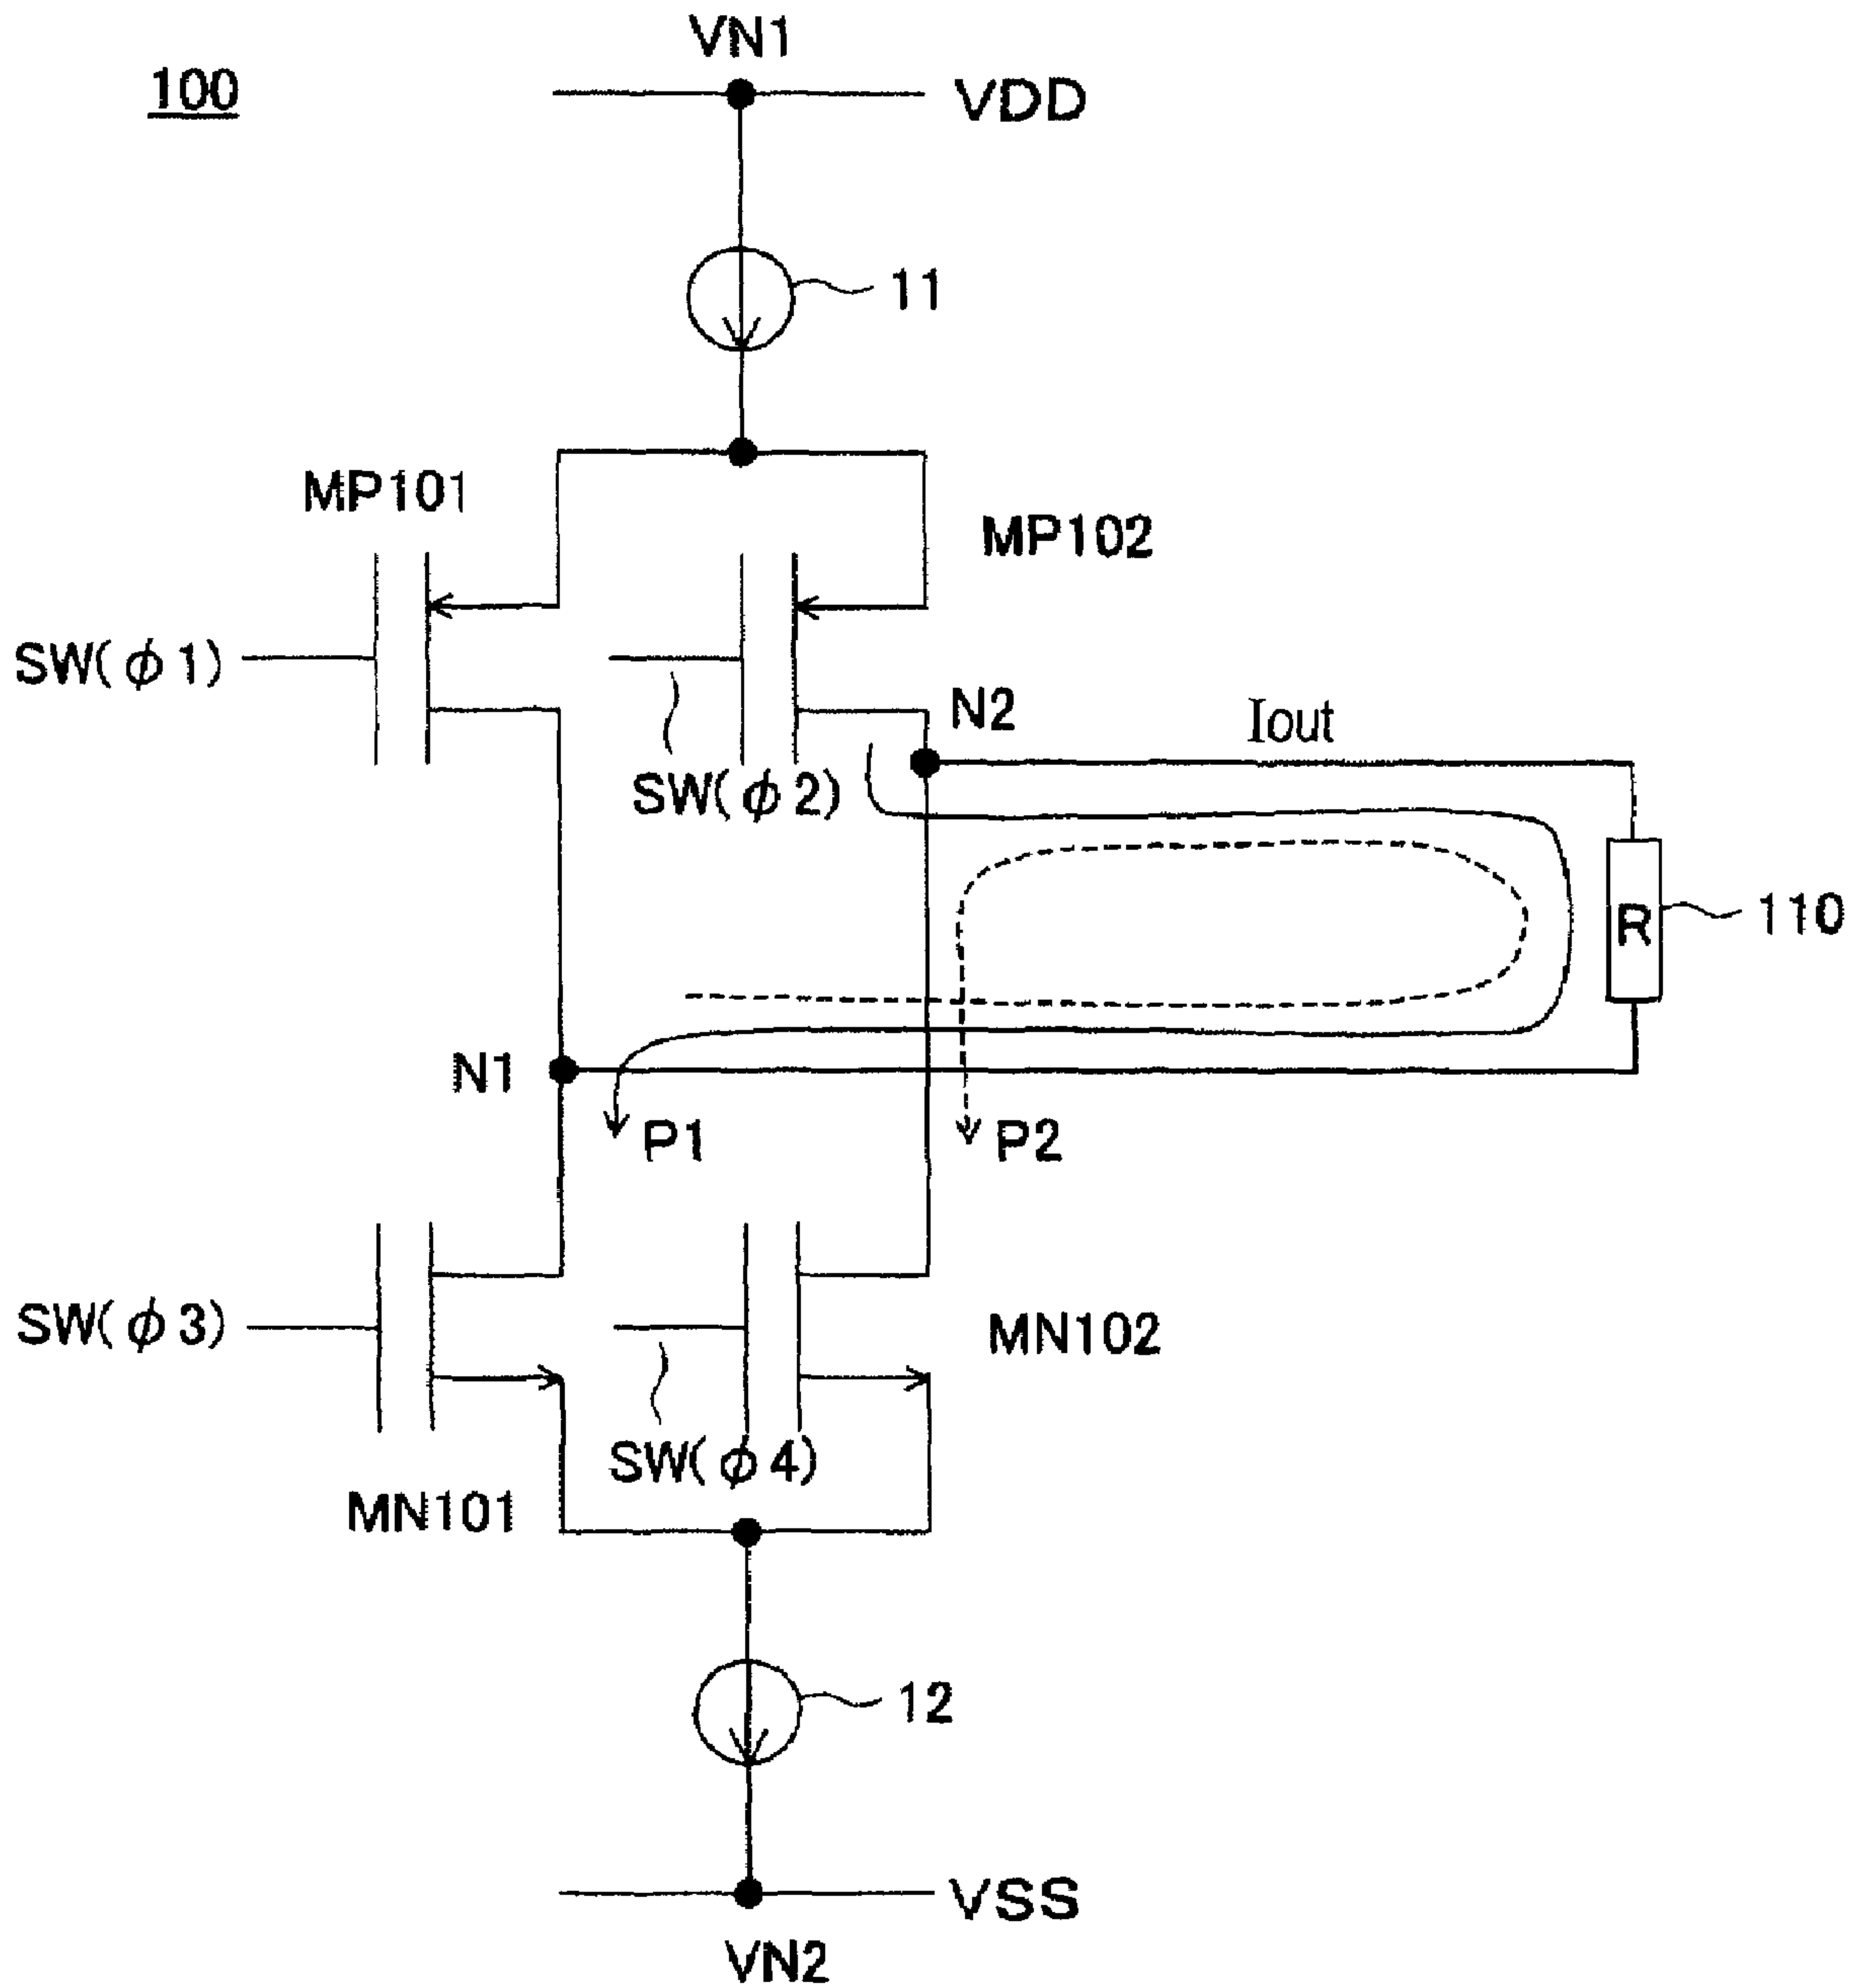 100
VN1
VDD
11
MP101
MP102
SW(ϕ1)
SW(ϕ2)
N2
Iout
R
110
N1
P1
P2
SW(ϕ3)
SW(ϕ4)
MN102
MN101
12
VSS
VN2